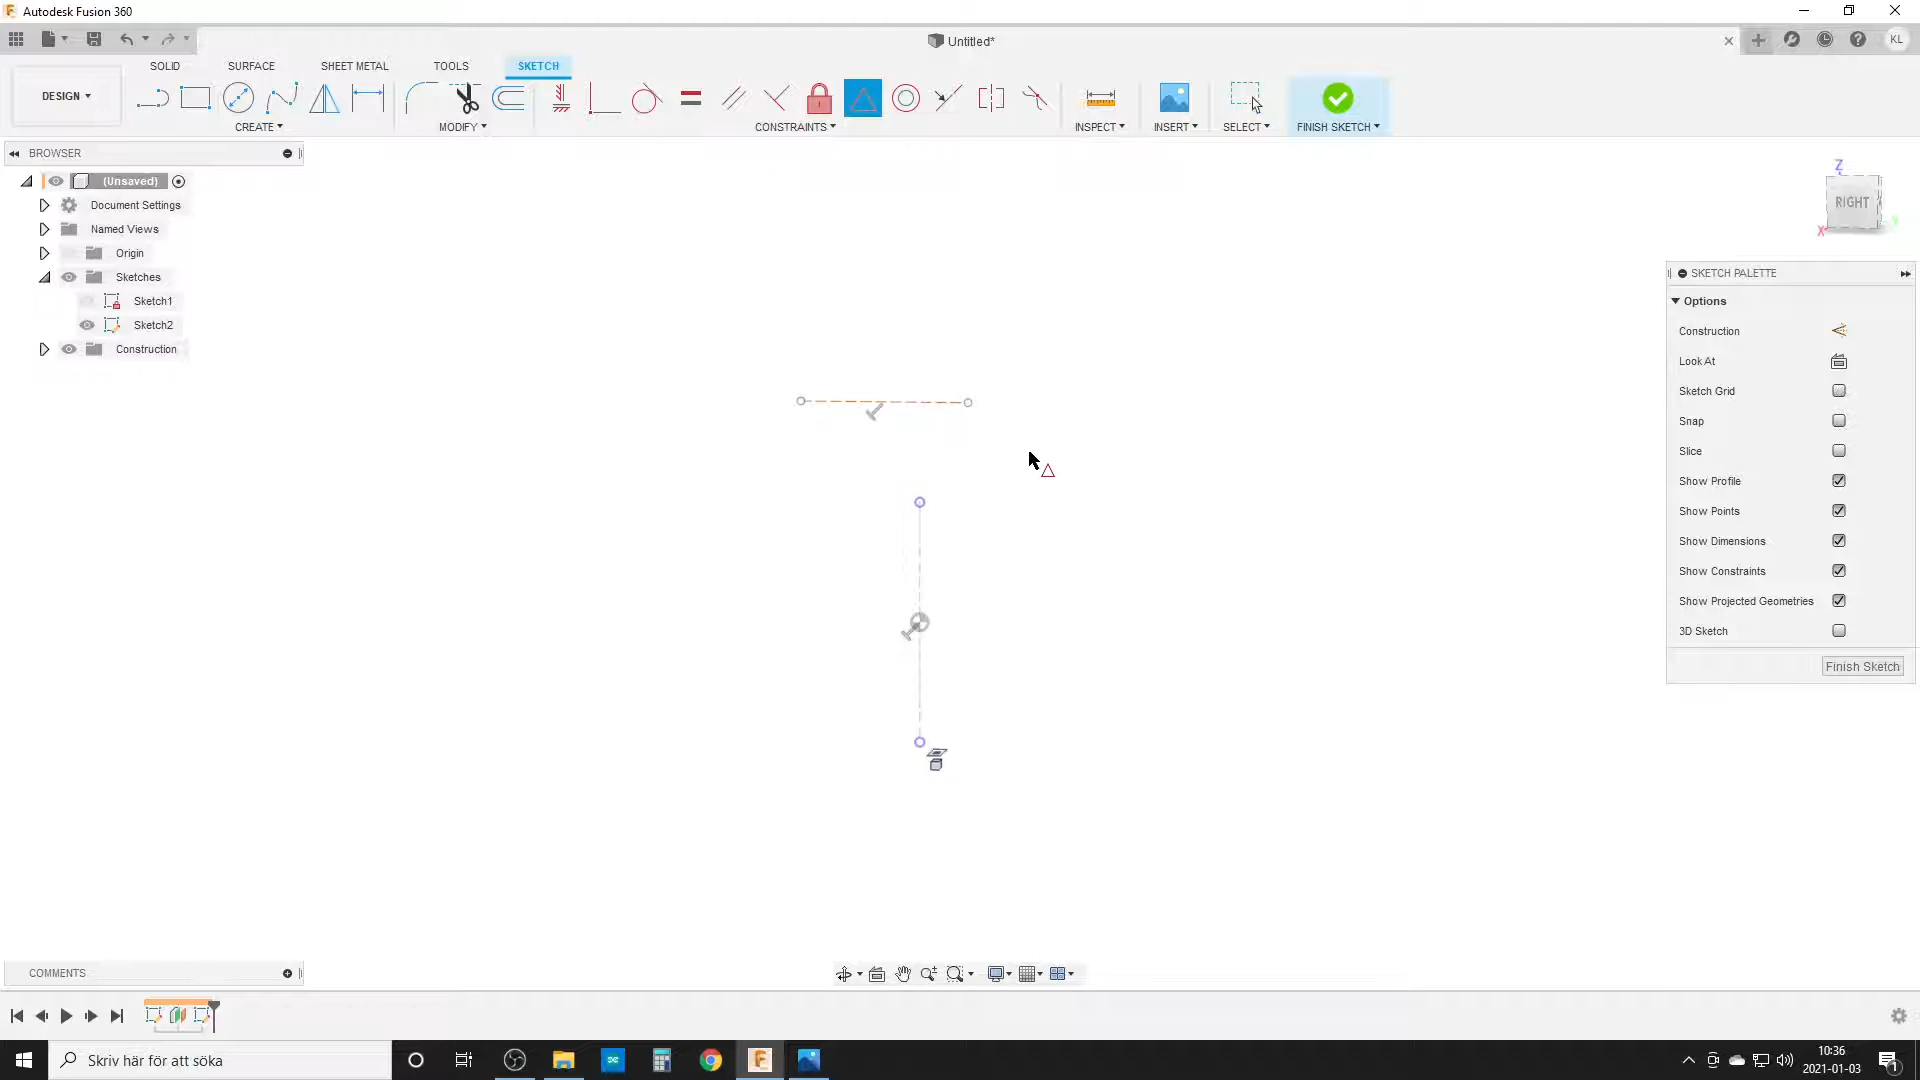 Autodesk Fusion 360
Untitled*
KL
SOLID SURFACE SHEET METAL TOOLS SKETCH
DESIGN
CREATE MODIFY CONSTRAINTS INSPECT INSERT SELECT FINISH SKETCH
BROWSER
(Unsaved)
Document Settings
Named Views
Origin
Sketches
Sketch1
Sketch2
Construction
Z
RIGHT
X
Y
SKETCH PALETTE
Options
Construction
Look At
Sketch Grid
Snap
Slice
Show Profile
Show Points
Show Dimensions
Show Constraints
Show Projected Geometries
3D Sketch
Finish Sketch
COMMENTS
Skriv här för att söka
10:36
2021-01-03
1